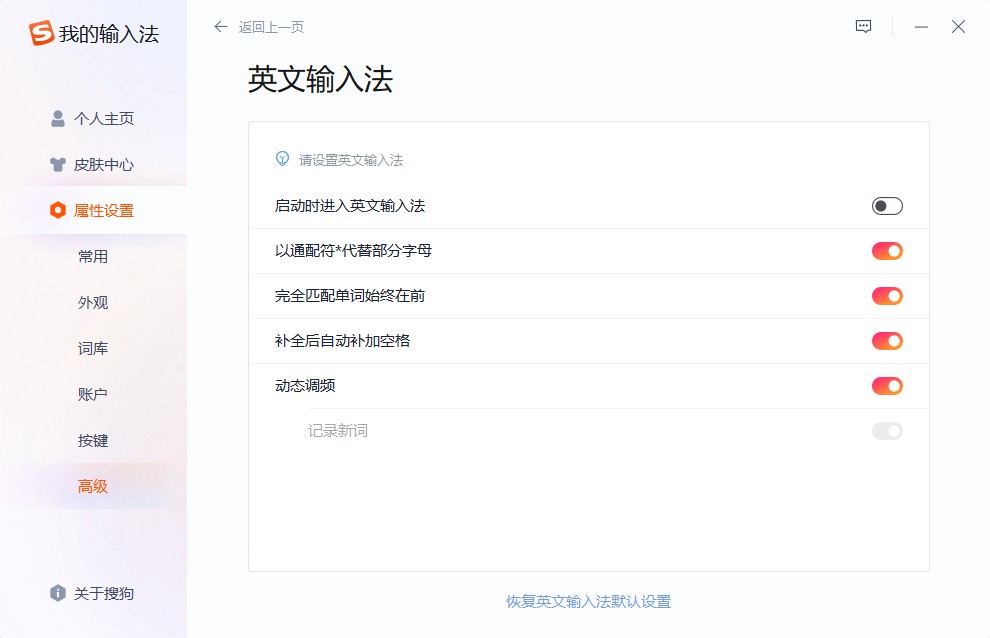 我的输入法
返回上一页
英文输入法
个人主页
皮肤中心
属性设置
常用
外观
词库
账户
按键
高级
关于搜狗
请设置英文输入法
启动时进入英文输入法
以通配符*代替部分字母
完全匹配单词始终在前
补全后自动补加空格
动态调频
记录新词
恢复英文输入法默认设置